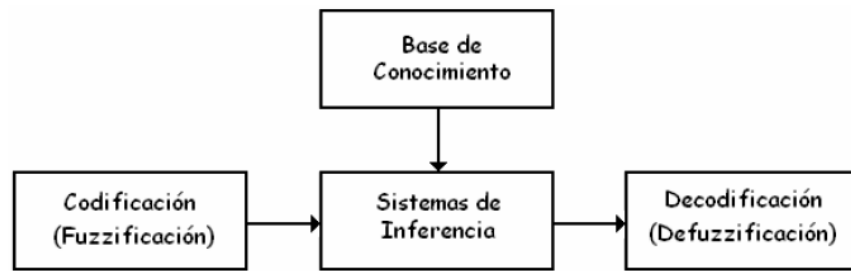 Base de
Conocimiento
Codificación
(Fuzzificación)
Sistemas de
Inferencia
Decodificación
(Defuzzificación)